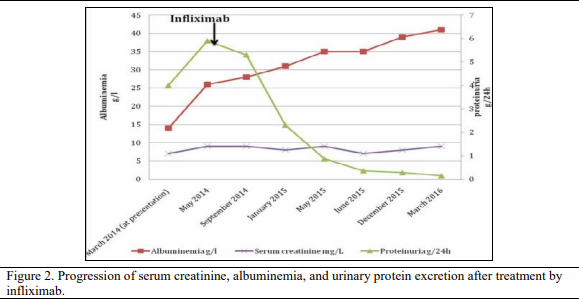 Infliximab
45
40
35
30
25
20
15
10
5
0
7
6
5
4
3
2
1
0
Albuminemia
g/l
proteinuria
g/24h
March 2014 (at presentation)
May 2014
September 2014
January 2015
May 2015
June 2015
December 2015
March 2016
Albuminemia g/l
Serum creatinine mg/L
Proteinuria g/24h
Figure 2. Progression of serum creatinine, albuminemia, and urinary protein excretion after treatment by
infliximab.